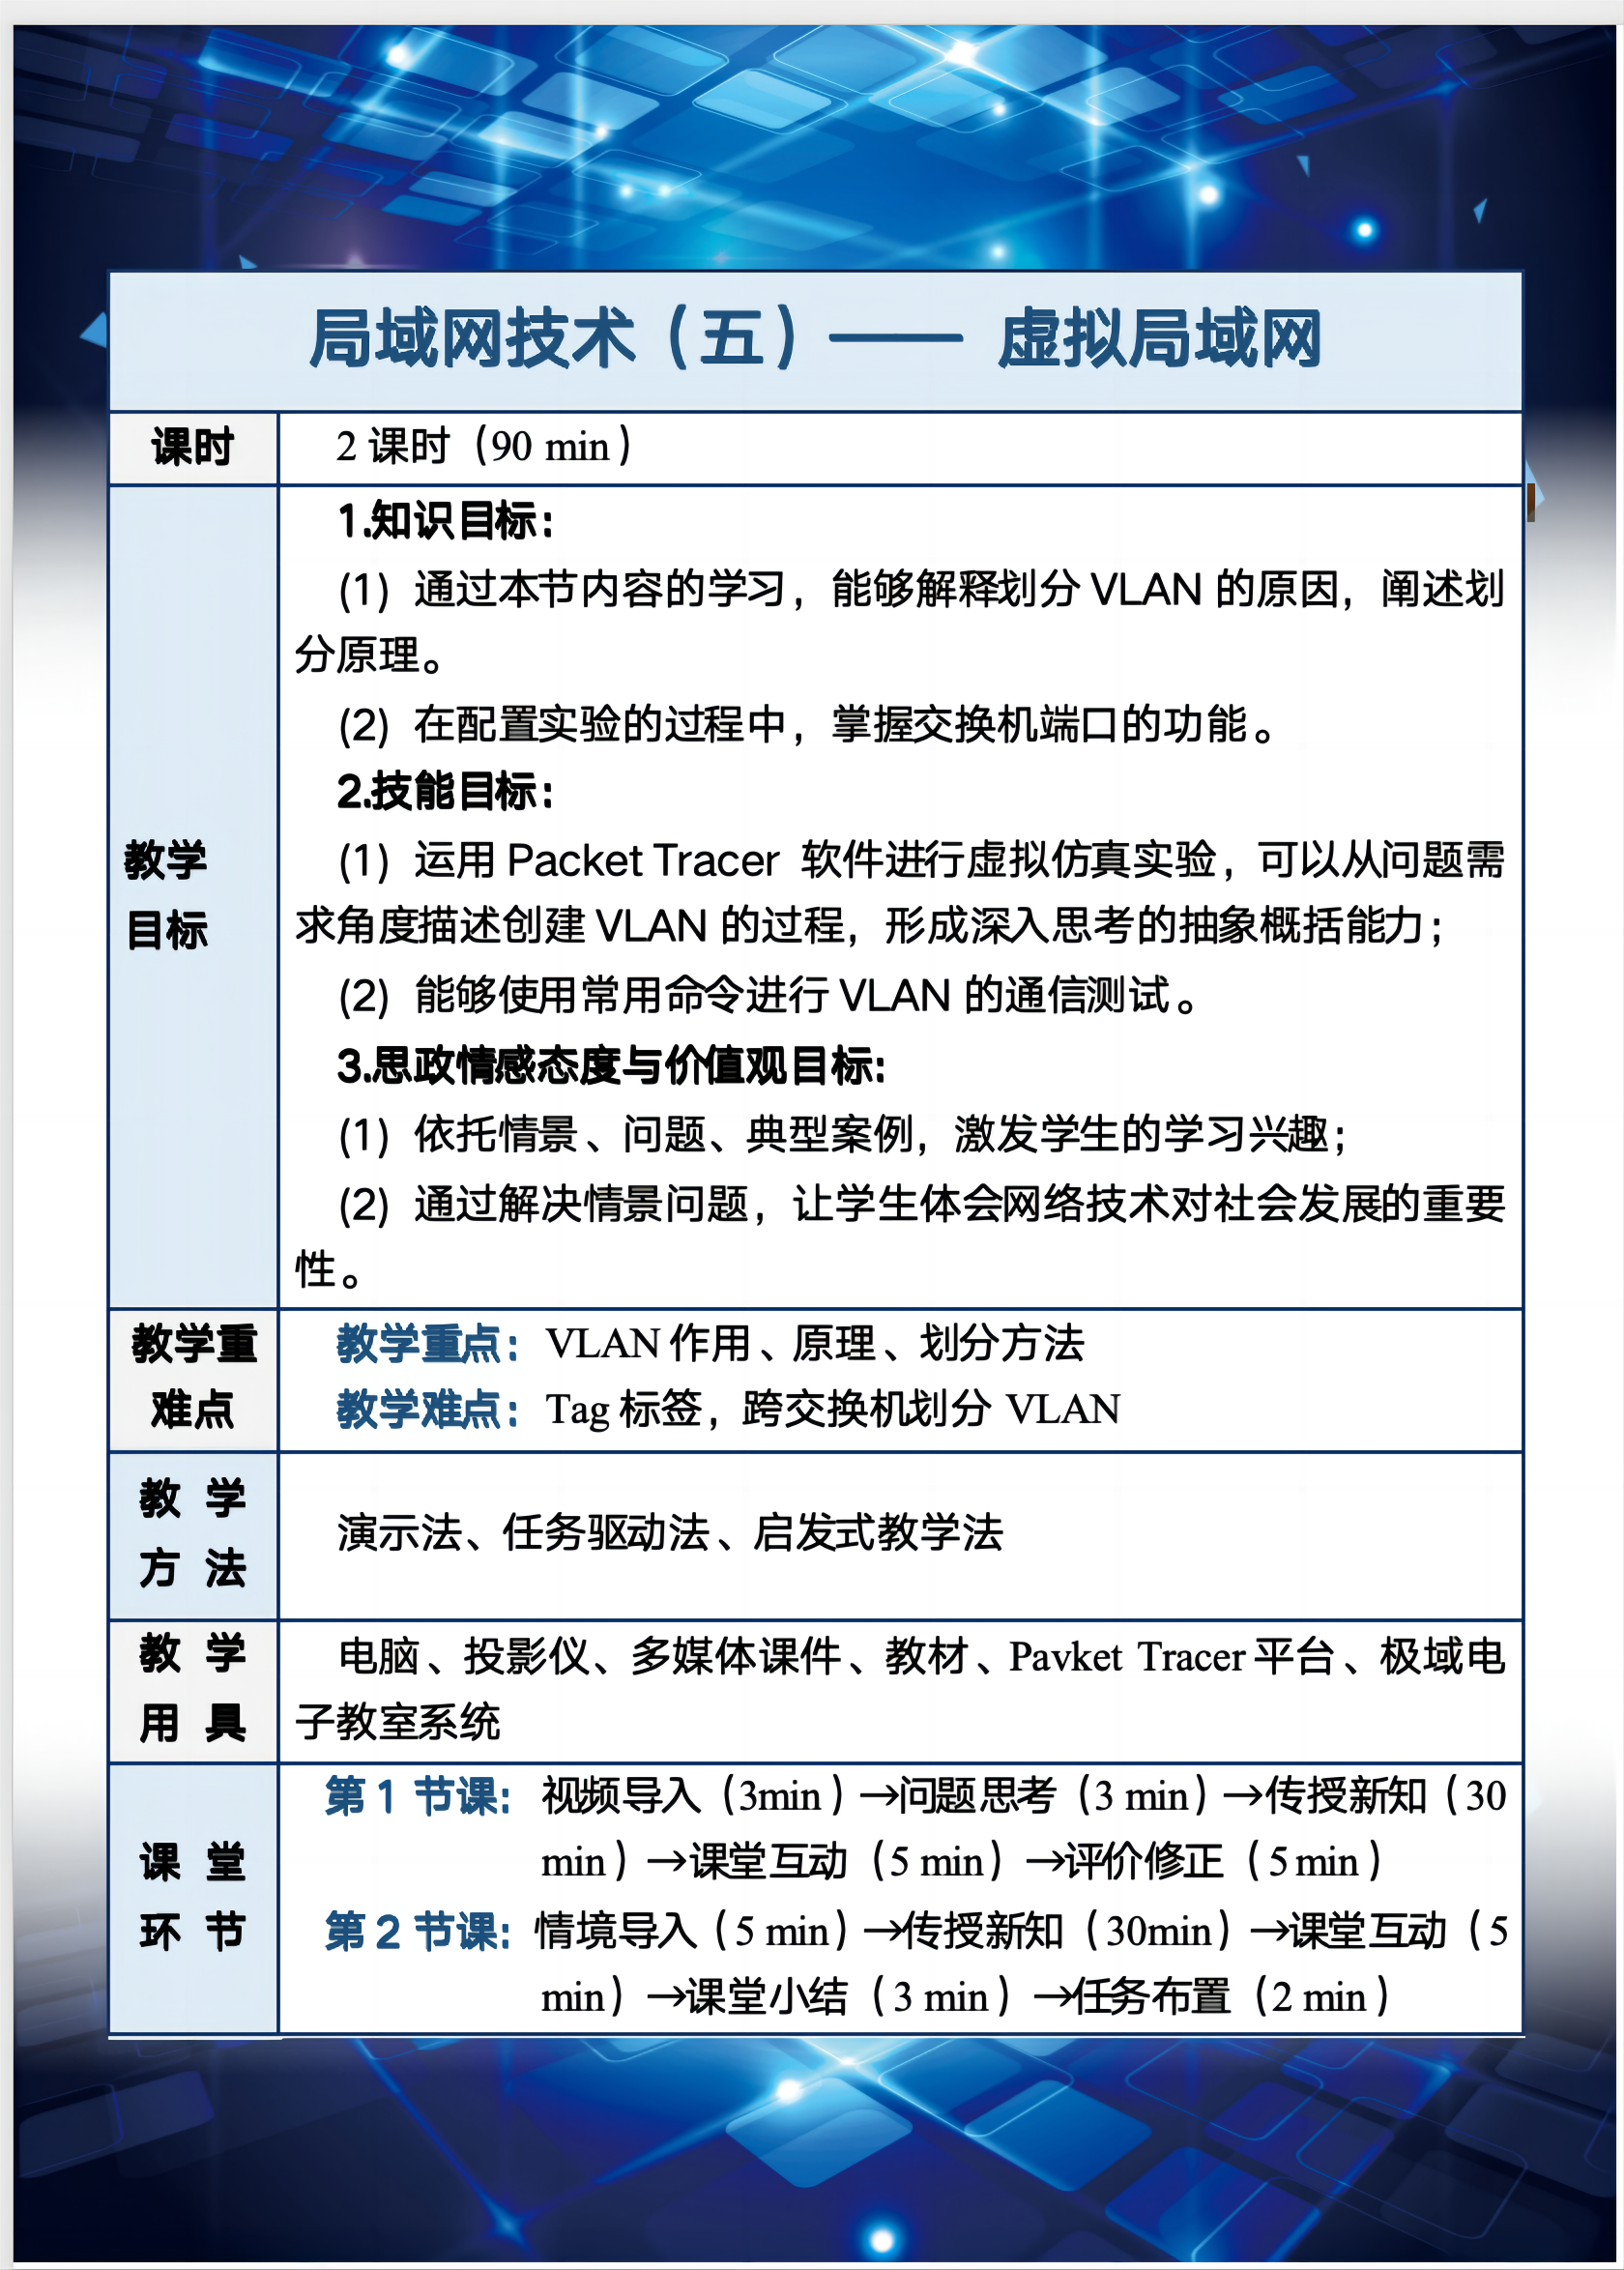 局域网技术（五）—— 虚拟局域网
课时
2 课时（90 min）
教学
目标
1.知识目标：
(1) 通过本节内容的学习，能够解释划分 VLAN 的原因，阐述划
分原理。
(2) 在配置实验的过程中，掌握交换机端口的功能。
2.技能目标：
(1) 运用 Packet Tracer 软件进行虚拟仿真实验，可以从问题需
求角度描述创建 VLAN 的过程，形成深入思考的抽象概括能力；
(2) 能够使用常用命令进行 VLAN 的通信测试。
3.思政情感态度与价值观目标：
(1) 依托情景、问题、典型案例，激发学生的学习兴趣；
(2) 通过解决情景问题，让学生体会网络技术对社会发展的重要
性。
教学重
难点
教学重点：VLAN 作用、原理、划分方法
教学难点：Tag 标签，跨交换机划分 VLAN
教 学
方 法
演示法、任务驱动法、启发式教学法
教 学
用 具
电脑、投影仪、多媒体课件、教材、Pavket Tracer 平台、极域电
子教室系统
课 堂
环 节
第 1 节课：视频导入（3min）→问题思考（3 min）→传授新知（30
min）→课堂互动（5 min）→评价修正（5 min）
第 2 节课：情境导入（5 min）→传授新知（30min）→课堂互动（5
min）→课堂小结（3 min）→任务布置（2 min）